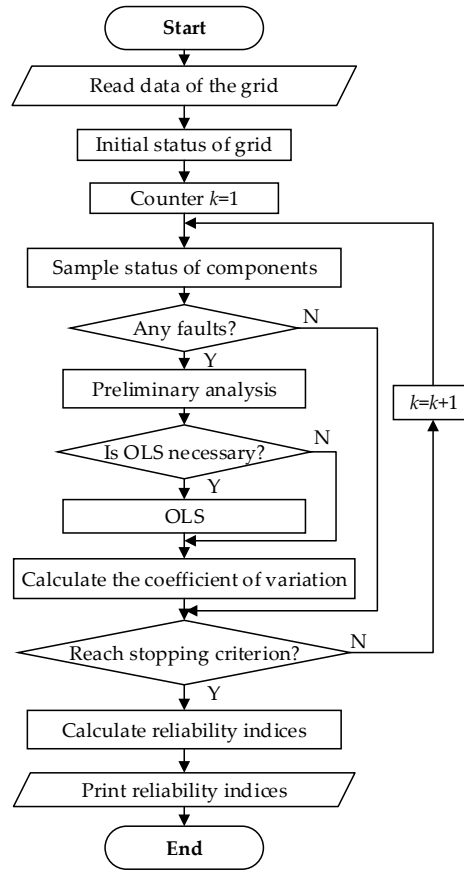 Start
Read data of the grid
Initial status of grid
Counter k=1
Sample status of components
Any faults?
N
Y
Preliminary analysis
k=k+1
Is OLS necessary?
N
Y
OLS
Calculate the coefficient of variation
Reach stopping criterion?
N
Y
Calculate reliability indices
Print reliability indices
End